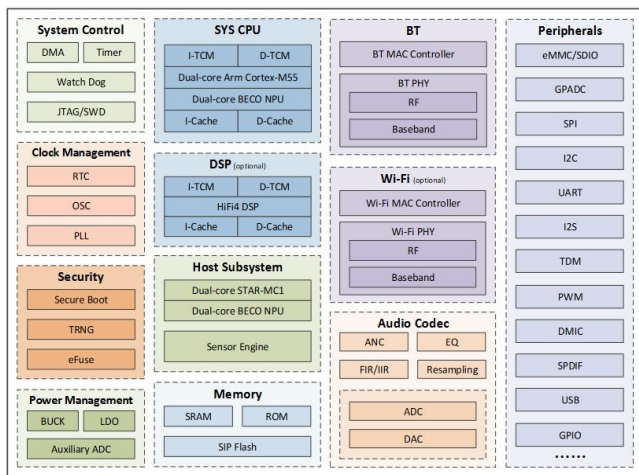 System Control
DMA Timer
Watch Dog
JTAG/SWD
Clock Management
RTC
OSC
PLL
Security
Secure Boot
TRNG
eFuse
Power Management
BUCK LDO
Auxiliary ADC
SYS CPU
I-TCM D-TCM
Dual-core Arm Cortex-M55
Dual-core BECO NPU
I-Cache D-Cache
DSP (optional)
I-TCM D-TCM
HiFi4 DSP
I-Cache D-Cache
Host Subsystem
Dual-core STAR-MC1
Dual-core BECO NPU
Sensor Engine
Memory
SRAM ROM
SIP Flash
BT
BT MAC Controller
BT PHY
RF
Baseband
Wi-Fi (optional)
Wi-Fi MAC Controller
Wi-Fi PHY
RF
Baseband
Audio Codec
ANC EQ
FIR/IIR Resampling
ADC
DAC
Peripherals
eMMC/SDIO
GPADC
SPI
I2C
UART
I2S
TDM
PWM
DMIC
SPDIF
USB
GPIO
······